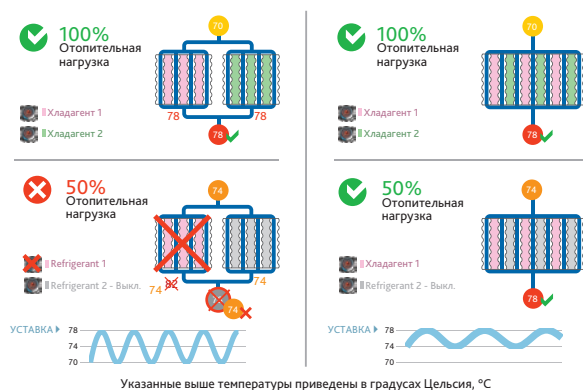 100%
Отопительная
нагрузка
Хладагент 1
Хладагент 2
70
78
78
78
100%
Отопительная
нагрузка
Хладагент 1
Хладагент 2
70
78
50%
Отопительная
нагрузка
Refrigerant 1
Refrigerant 2 - Выкл.
74
74
82
74
74
УСТАВКА
78
74
70
50%
Отопительная
нагрузка
Хладагент 1
Refrigerant 2 - Выкл.
74
78
УСТАВКА
78
74
70
Указанные выше температуры приведены в градусах Цельсия, °C